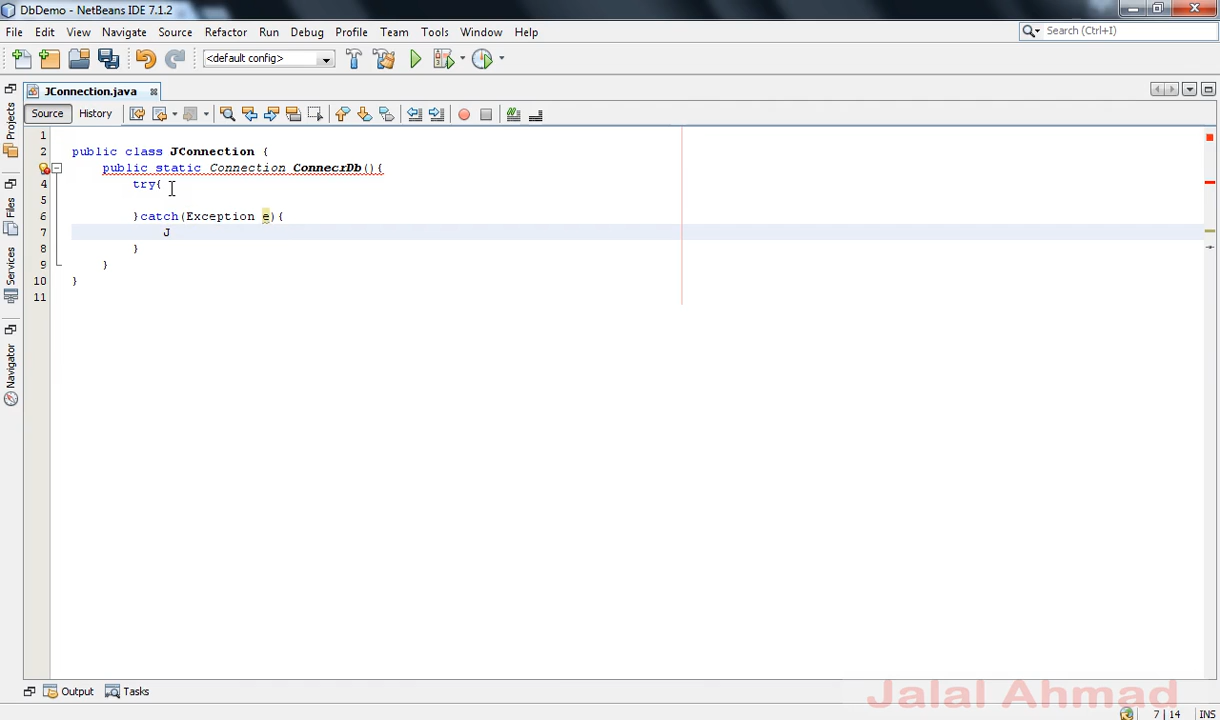 DbDemo - NetBeans IDE 7.1.2
File Edit View Navigate Source Refactor Run Debug Profile Team Tools Window Help
Search (Ctrl+I)
<default config>
JConnection.java
Source History
Projects
Files
Services
Navigator
1
2 public class JConnection {
public static Connection ConnecrDb(){
4 try{
5
6 }catch(Exception e){
7 J
8 }
9 }
10 }
11
Output Tasks
Jalal Ahmad
7 | 14 INS